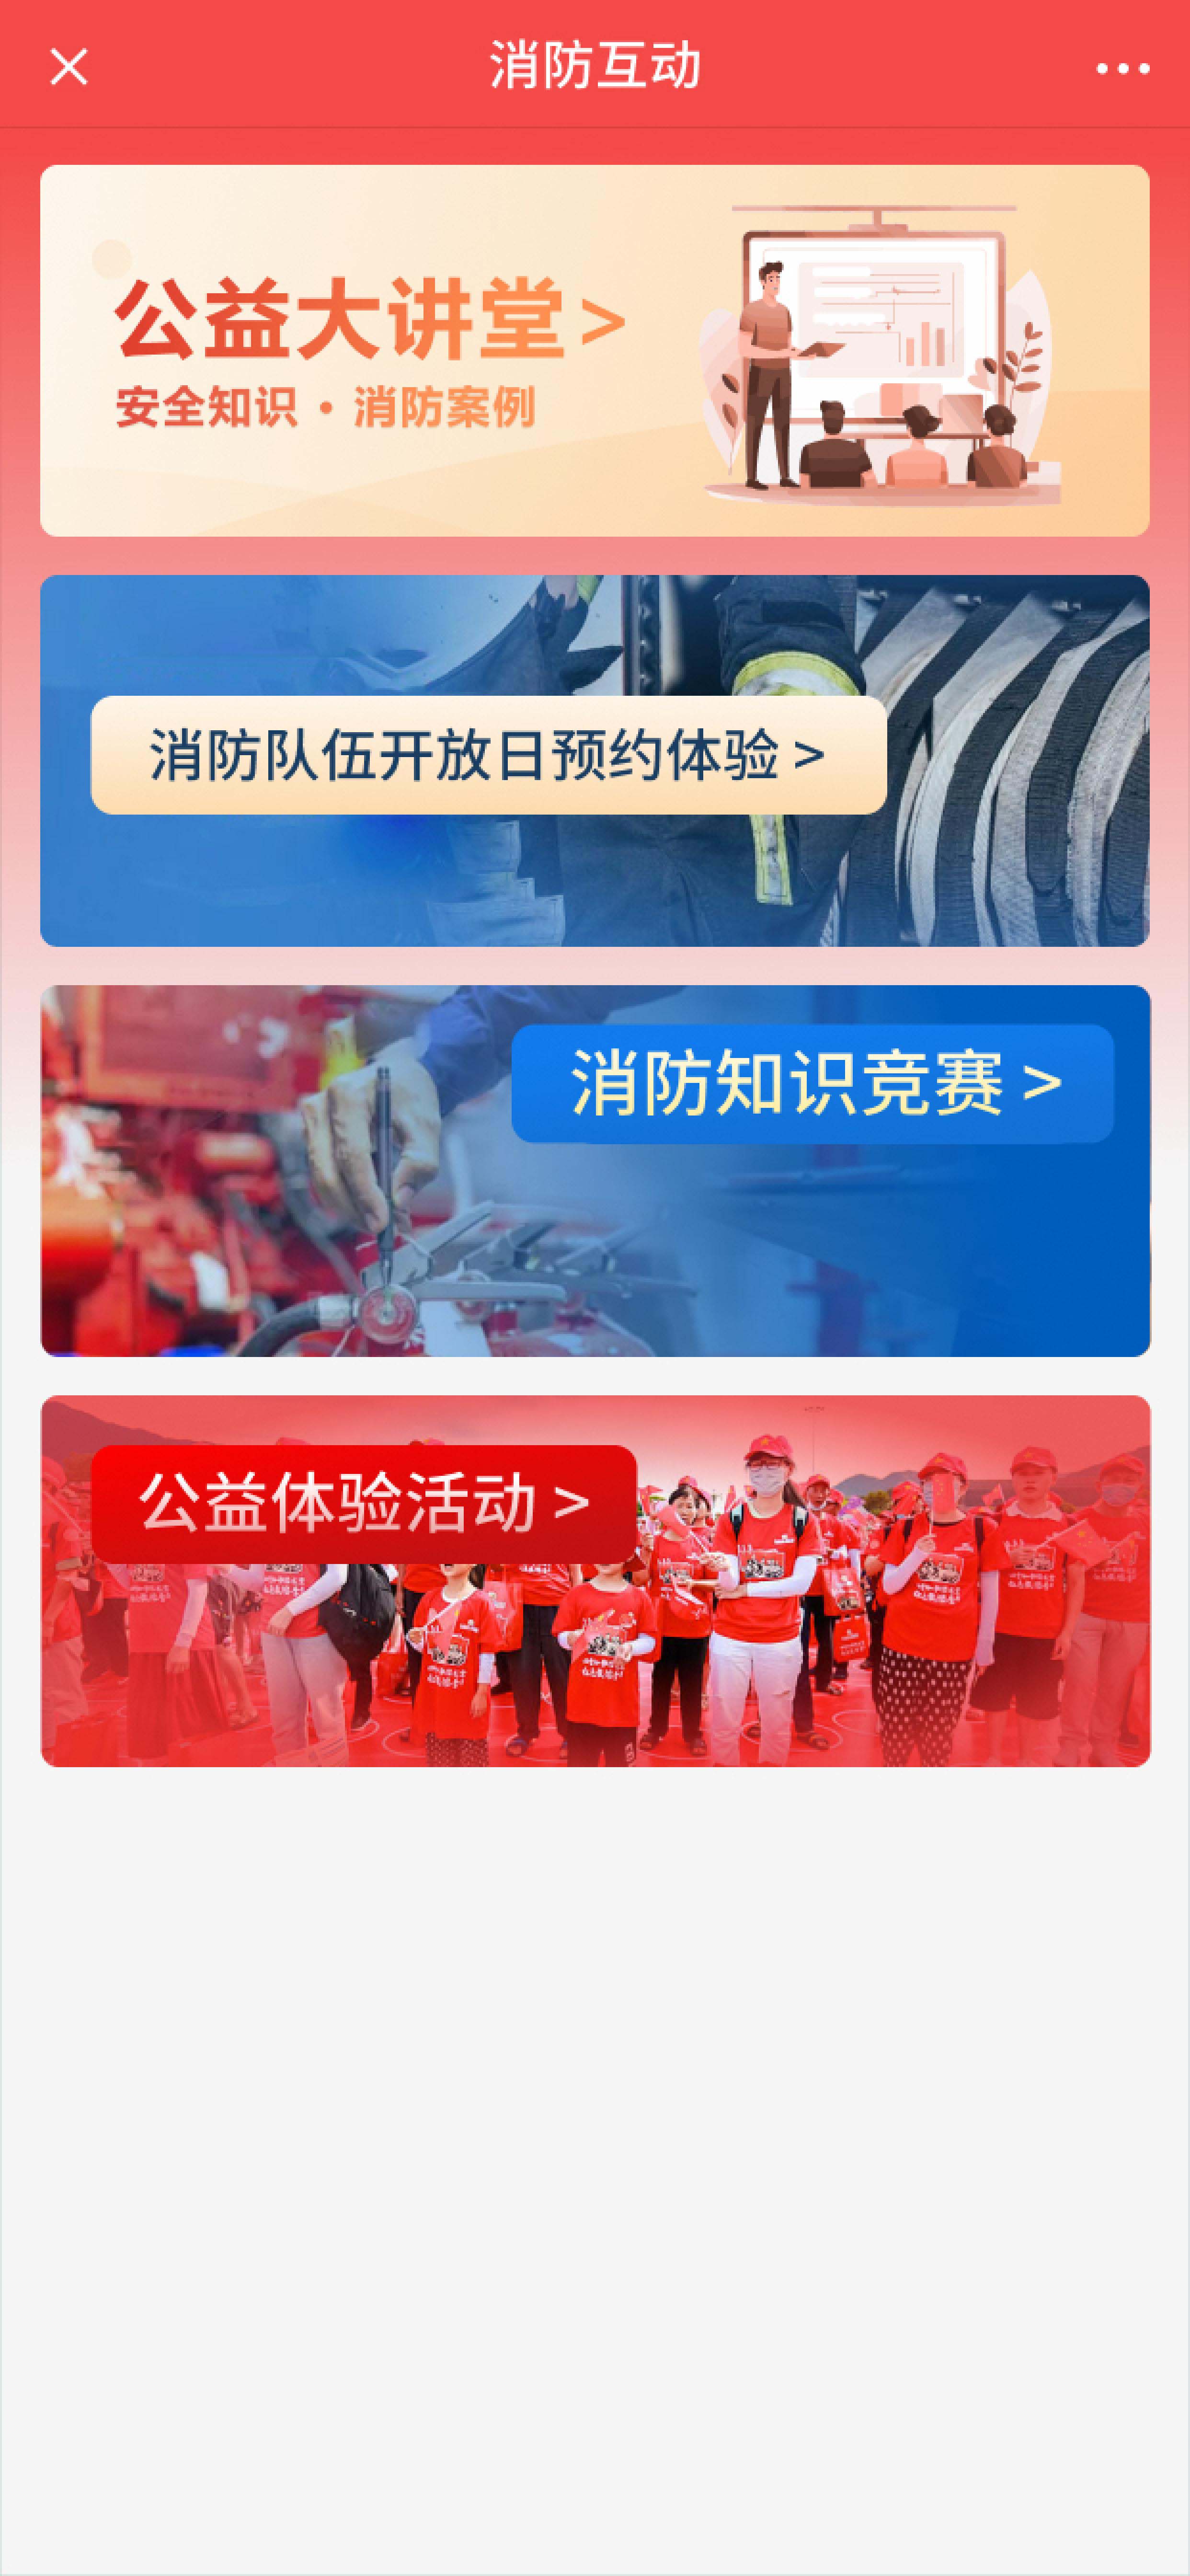 消防互动
公益大讲堂>
安全知识·消防案例
消防队伍开放日预约体验>
消防知识竞赛>
公益体验活动>